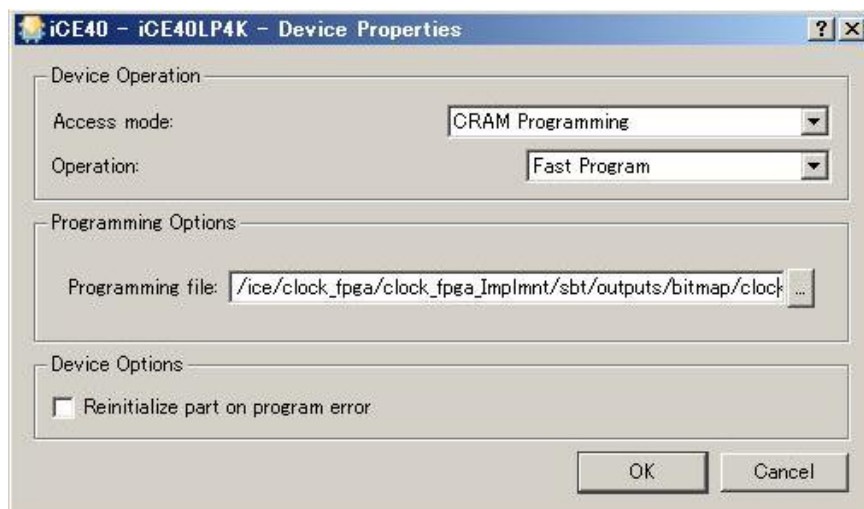 iCE40 - iCE40LP4K - Device Properties
Device Operation
Access mode: CRAM Programming
Operation: Fast Program
Programming Options
Programming file: /ice/clock_fpga/clock_fpga_Implmnt/sbt/outputs/bitmap/clock ...
Device Options
Reinitialize part on program error
OK Cancel